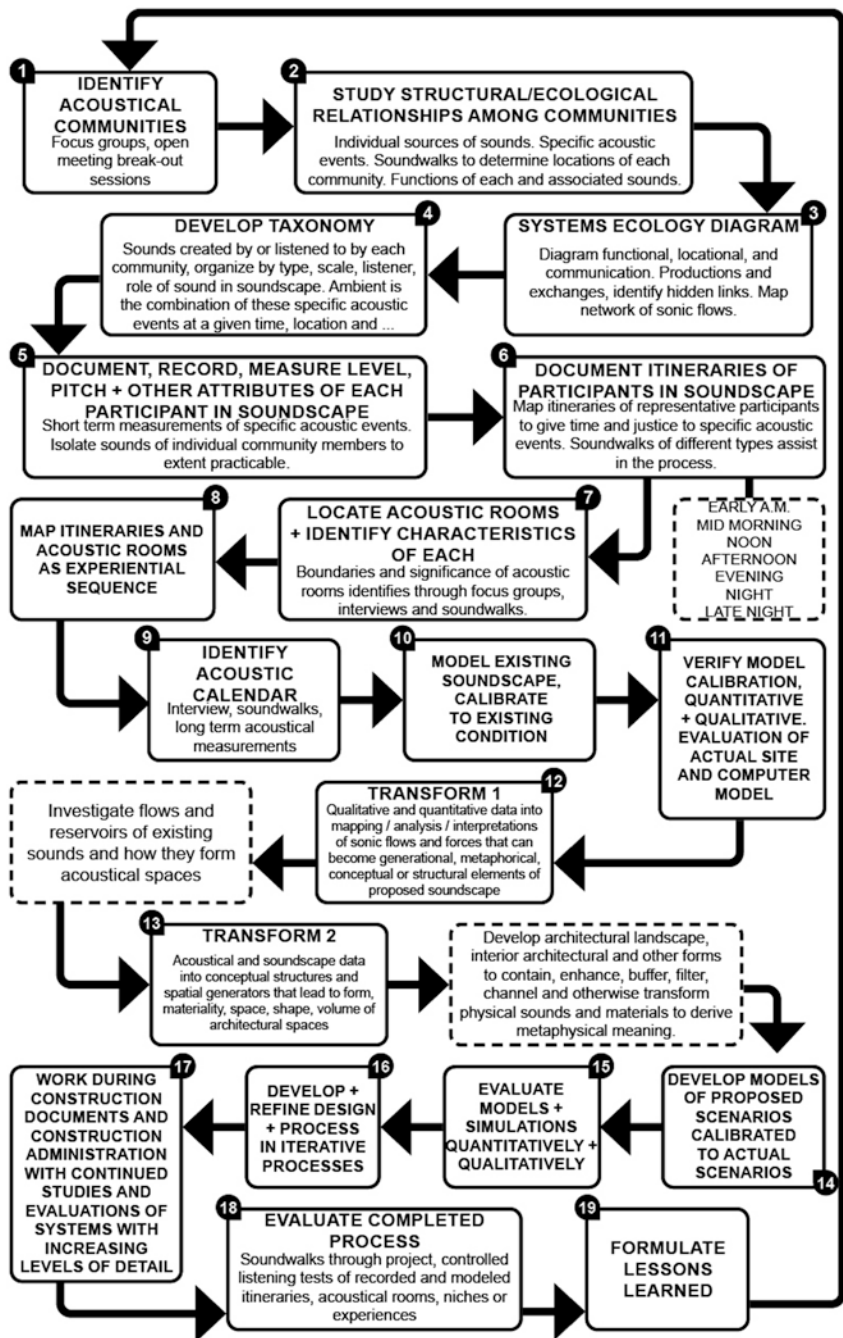 1
IDENTIFY
ACOUSTICAL
COMMUNITIES
Focus groups, open
meeting break-out
sessions
2
STUDY STRUCTURAL/ECOLOGICAL
RELATIONSHIPS AMONG COMMUNITIES
Individual sources of sounds. Specific acoustic
events. Soundwalks to determine locations of each
community. Functions of each and associated sounds.
3
SYSTEMS ECOLOGY DIAGRAM
Diagram functional, locational, and
communication. Productions and
exchanges, identify hidden links. Map
network of sonic flows.
4
DEVELOP TAXONOMY
Sounds created by or listened to by each
community, organize by type, scale, listener,
role of sound in soundscape. Ambient is
the combination of these specific acoustic
events at a given time, location and ...
5
DOCUMENT, RECORD, MEASURE LEVEL,
PITCH + OTHER ATTRIBUTES OF EACH
PARTICIPANT IN SOUNDSCAPE
Short term measurements of specific acoustic events.
Isolate sounds of individual community members to
extent practicable.
6
DOCUMENT ITINERARIES OF
PARTICIPANTS IN SOUNDSCAPE
Map itineraries of representative participants
to give time and justice to specific acoustic
events. Soundwalks of different types assist
in the process.
EARLY A.M.
MID MORNING
NOON
AFTERNOON
EVENING
NIGHT
LATE NIGHT
7
LOCATE ACOUSTIC ROOMS
+ IDENTIFY CHARACTERISTICS
OF EACH
Boundaries and significance of acoustic
rooms identifies through focus groups,
interviews and soundwalks.
8
MAP ITINERARIES AND
ACOUSTIC ROOMS
AS EXPERIENTIAL
SEQUENCE
9
IDENTIFY
ACOUSTIC
CALENDAR
Interview, soundwalks,
long term acoustical
measurements
10
MODEL EXISTING
SOUNDSCAPE,
CALIBRATE
TO EXISTING
CONDITION
11
VERIFY MODEL
CALIBRATION,
QUANTITATIVE
+ QUALITATIVE.
EVALUATION OF
ACTUAL SITE
AND COMPUTER
MODEL
12
TRANSFORM 1
Qualitative and quantitative data into
mapping / analysis / interpretations
of sonic flows and forces that can
become generational, metaphorical,
conceptual or structural elements of
proposed soundscape
Investigate flows and
reservoirs of existing
sounds and how they form
acoustical spaces
13
TRANSFORM 2
Acoustical and soundscape data
into conceptual structures and
spatial generators that lead to form,
materiality, space, shape, volume of
architectural spaces
Develop architectural landscape,
interior architectural and other forms
to contain, enhance, buffer, filter,
channel and otherwise transform
physical sounds and materials to derive
metaphysical meaning.
DEVELOP MODELS
OF PROPOSED
SCENARIOS
CALIBRATED
TO ACTUAL
SCENARIOS
14
15
EVALUATE
MODELS +
SIMULATIONS
QUANTITATIVELY +
QUALITATIVELY
16
DEVELOP +
REFINE DESIGN
+ PROCESS
IN ITERATIVE
PROCESSES
17
WORK DURING
CONSTRUCTION
DOCUMENTS AND
CONSTRUCTION
ADMINISTRATION
WITH CONTINUED
STUDIES AND
EVALUATIONS OF
SYSTEMS WITH
INCREASING
LEVELS OF DETAIL
18
EVALUATE COMPLETED
PROCESS
Soundwalks through project, controlled
listening tests of recorded and modeled
itineraries, acoustical rooms, niches or
experiences
19
FORMULATE
LESSONS
LEARNED